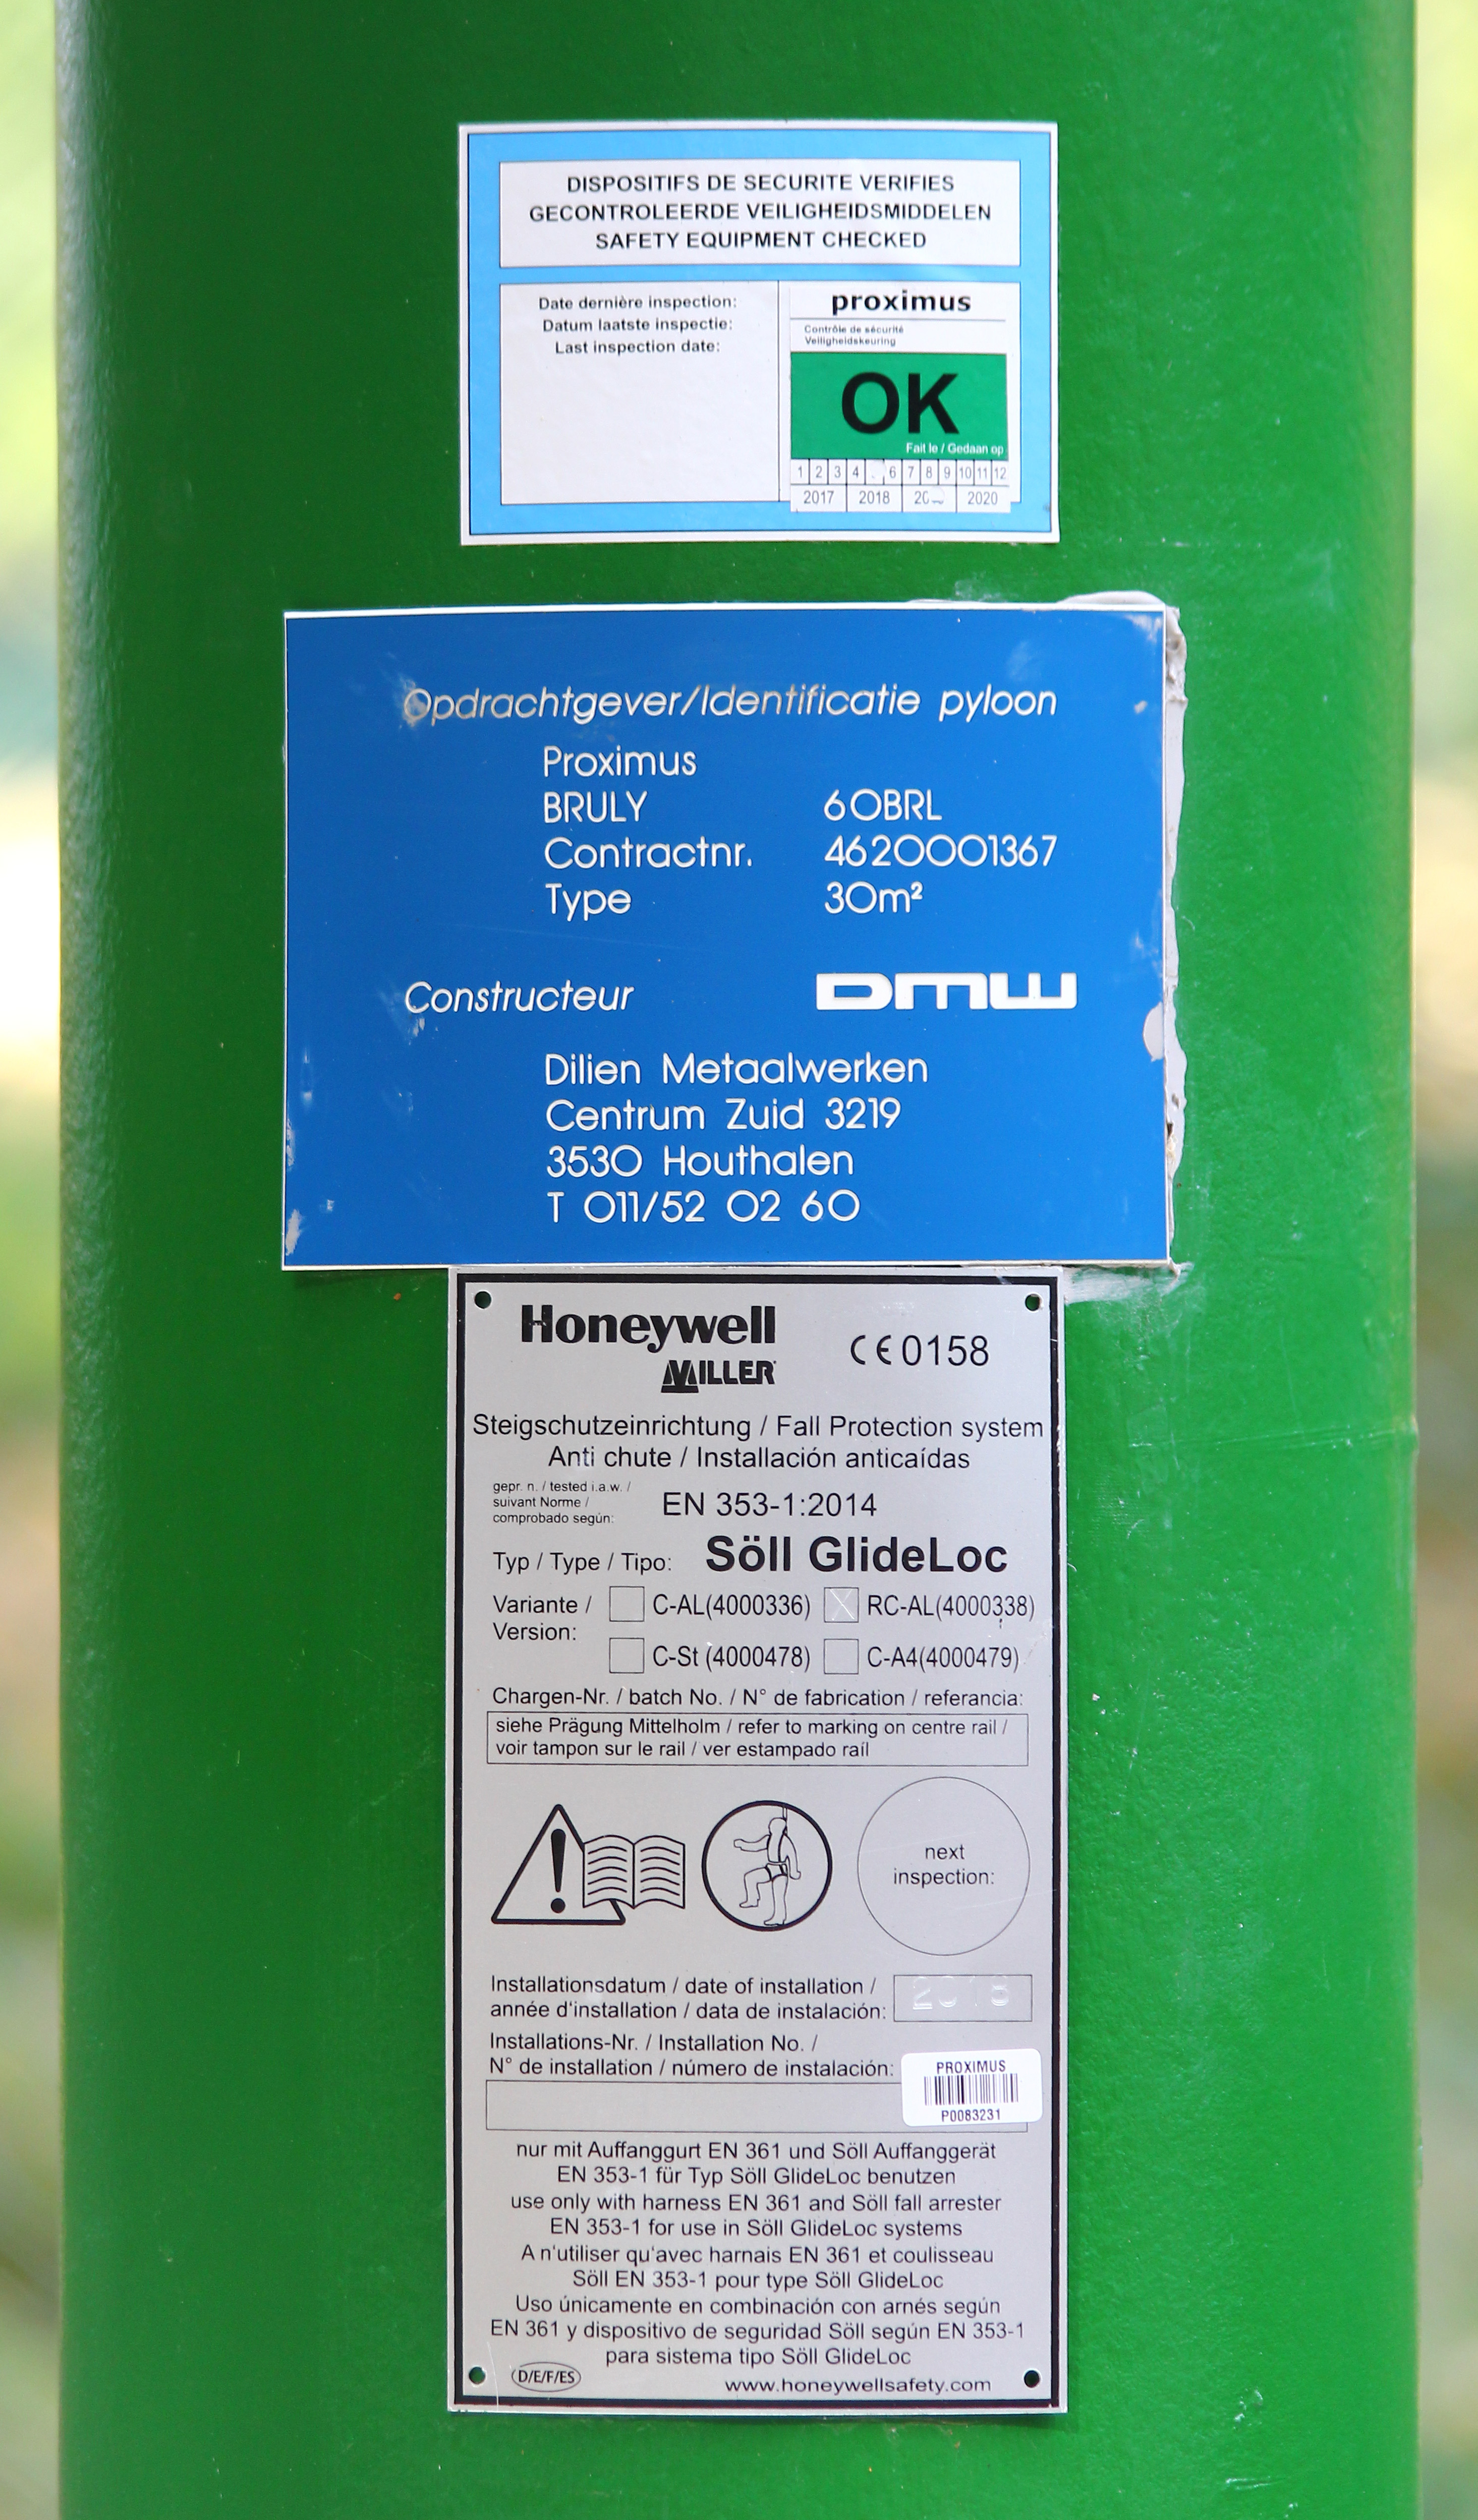 DISPOSITIFS DE SECURITE VERIFIES
GECONTROLEERDE VEILIGHEIDSMIDDELEN
SAFETY EQUIPMENT CHECKED
Date dernière inspection:
Datum laatste inspectie:
Last inspection date:
proximus
Contrôle de sécurité
Veiligheidskeuring
OK
Fait le / Gedaan op
1 2 3 4 6 7 8 9 10 11 12
2017 2018 2020
Opdrachtgever/Identificatie pyloon
Proximus
BRULY 60BRL
Contractnr. 4620001367
Type 30m²
Constructeur DMW
Dilien Metaalwerken
Centrum Zuid 3219
3530 Houthalen
T 011/52 02 60
Honeywell
MILLER
CE 0158
Steigschutzeinrichtung / Fall Protection system
Anti chute / Installación anticaídas
gepr. n. / tested i.a.w. /
suivant Norme /
comprobado según:
EN 353-1:2014
Typ / Type / Tipo: Söll GlideLoc
Variante /
Version:
C-AL(4000336) RC-AL(4000338)
C-St (4000478) C-A4(4000479)
Chargen-Nr. / batch No. / N° de fabrication / referancia:
siehe Prägung Mittelholm / refer to marking on centre rail /
voir tampon sur le rail / ver estampado raíl
next
inspection:
Installationsdatum / date of installation /
année d'installation / data de instalación:
2018
Installations-Nr. / Installation No. /
N° de installation / número de instalación:
PROXIMUS
P0083231
nur mit Auffanggurt EN 361 und Söll Auffanggerät
EN 353-1 für Typ Söll GlideLoc benutzen
use only with harness EN 361 and Söll fall arrester
EN 353-1 for use in Söll GlideLoc systems
A n'utiliser qu'avec harnais EN 361 et coulisseau
Söll EN 353-1 pour type Söll GlideLoc
Uso únicamente en combinación con arnés según
EN 361 y dispositivo de seguridad Söll según EN 353-1
para sistema tipo Söll GlideLoc
D/E/F/ES
www.honeywellsafety.com